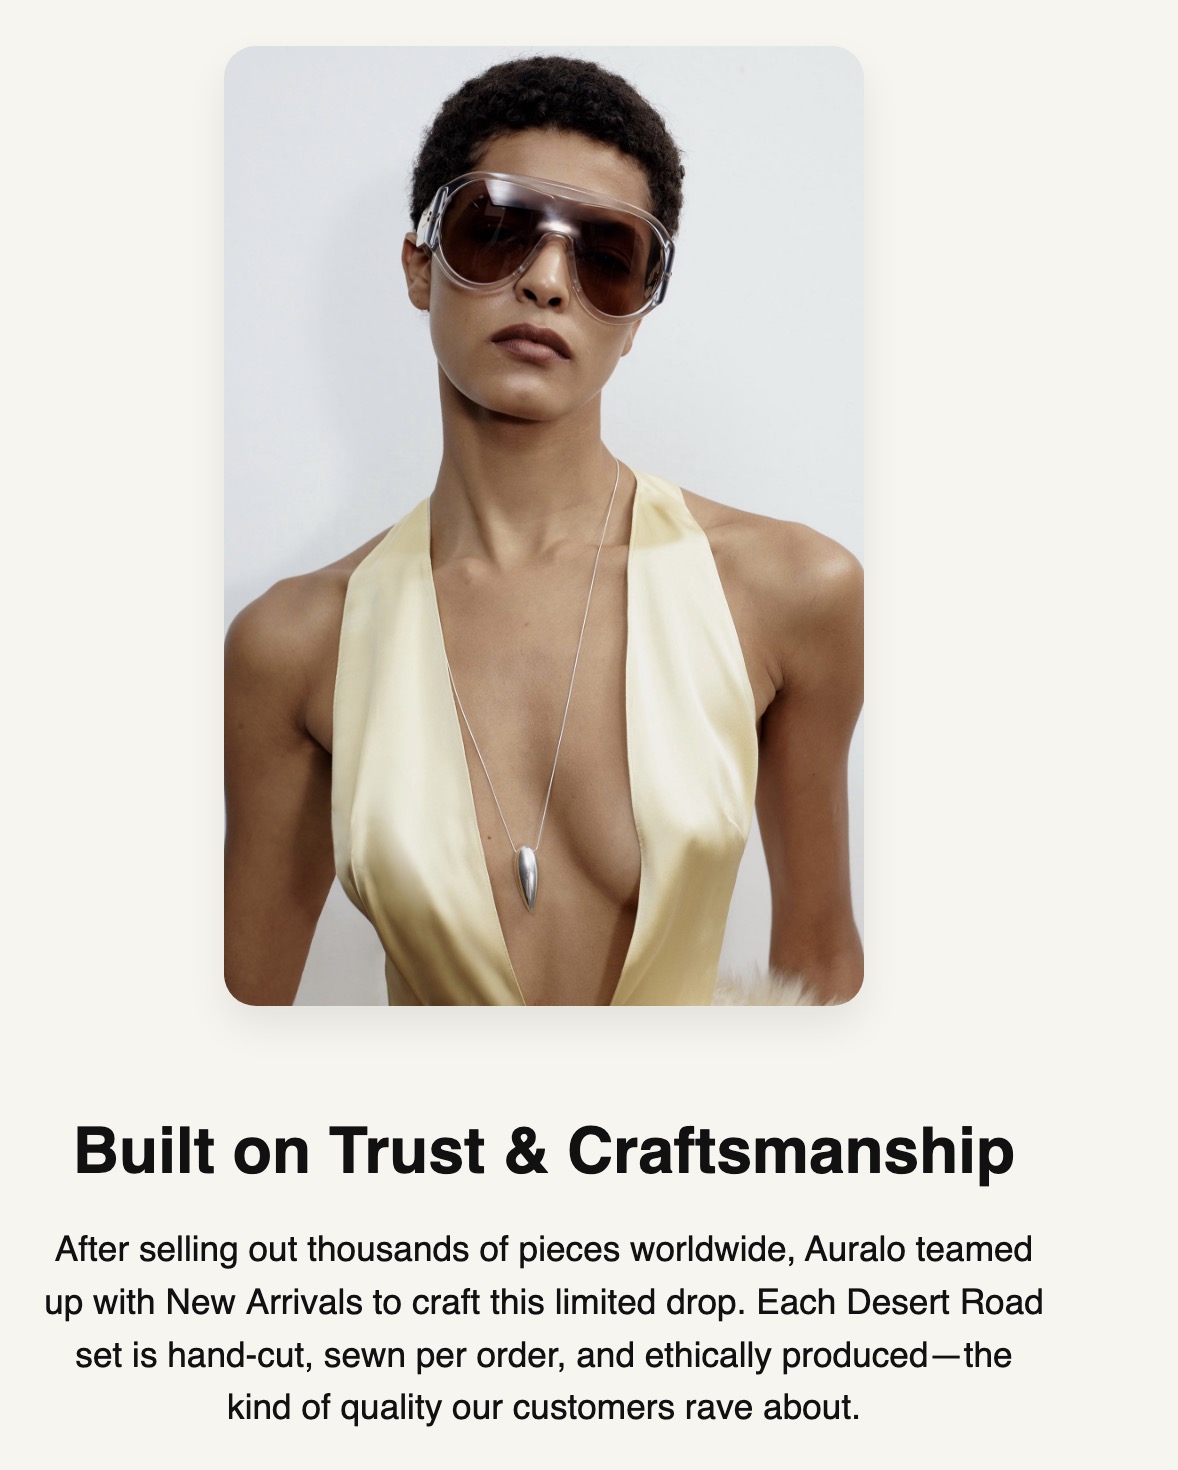 Built on Trust & Craftsmanship
After selling out thousands of pieces worldwide, Auralo teamed
up with New Arrivals to craft this limited drop. Each Desert Road
set is hand-cut, sewn per order, and ethically produced—the
kind of quality our customers rave about.